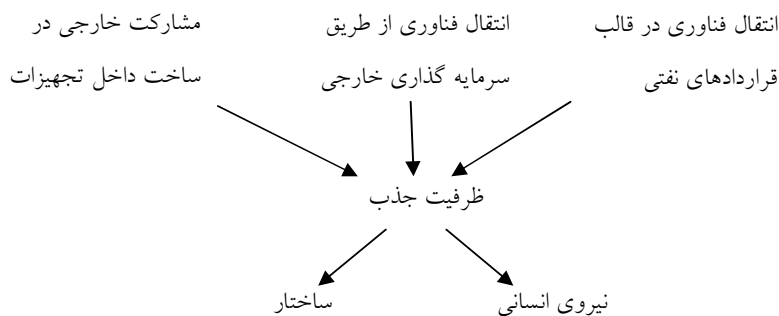 انتقال فناوری در قالب
قراردادهای نفتی
انتقال فناوری از طریق
سرمایه گذاری خارجی
مشارکت خارجی در
ساخت داخل تجهیزات
ظرفیت جذب
نیروی انسانی
ساختار